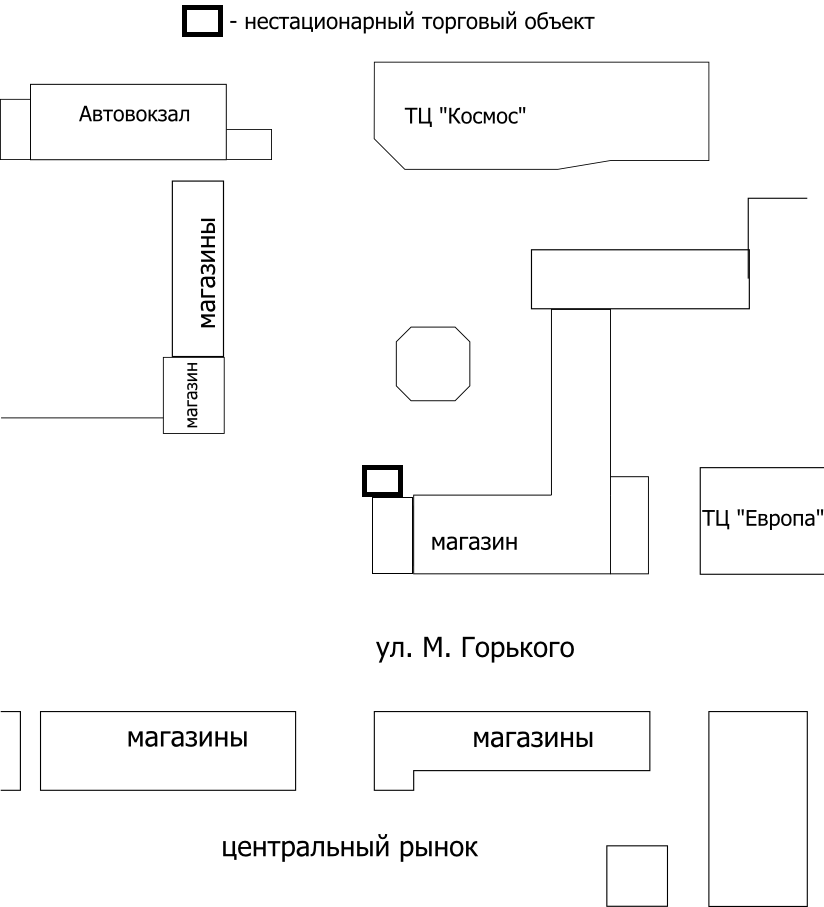 - нестационарный торговый объект
Автовокзал
ТЦ "Космос"
магазины
магазин
магазин
ТЦ "Европа"
ул. М. Горького
магазины
магазины
центральный рынок